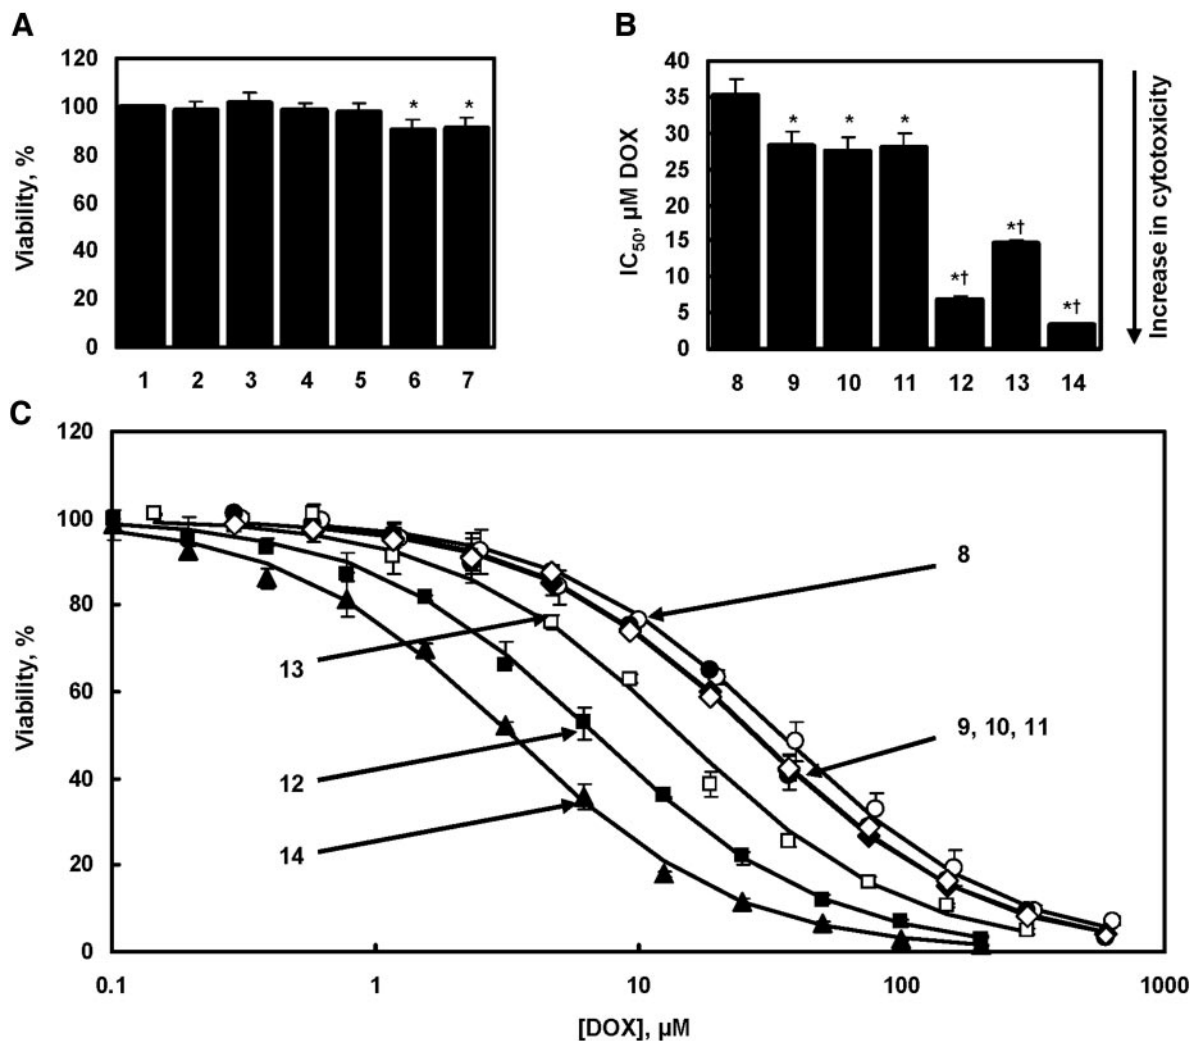 A
Viability, %
120
100
80
60
40
20
0
* *
1 2 3 4 5 6 7
B
IC50, µM DOX
40
35
30
25
20
15
10
5
0
* * * *† *† *†
8 9 10 11 12 13 14
Increase in cytotoxicity
C
Viability, %
120
100
80
60
40
20
0
8
13
9, 10, 11
12
14
0.1 1 10 100 1000
[DOX], µM